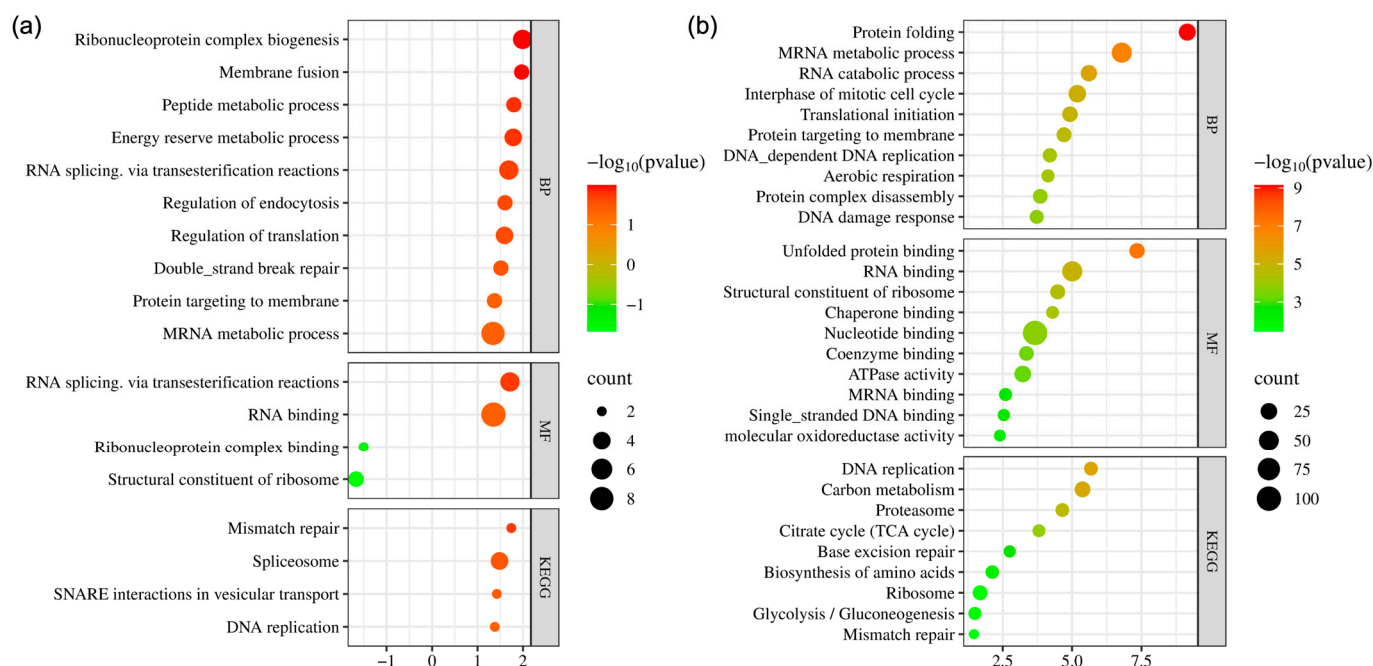 (a)
Ribonucleoprotein complex biogenesis
Membrane fusion
Peptide metabolic process
Energy reserve metabolic process
RNA splicing. via transesterification reactions
Regulation of endocytosis
Regulation of translation
Double_strand break repair
Protein targeting to membrane
MRNA metabolic process
BP
RNA splicing. via transesterification reactions
RNA binding
Ribonucleoprotein complex binding
Structural constituent of ribosome
MF
Mismatch repair
Spliceosome
SNARE interactions in vesicular transport
DNA replication
KEGG
−1 0 1 2
−log10(pvalue)
1
0
−1
count
2
4
6
8
(b)
Protein folding
MRNA metabolic process
RNA catabolic process
Interphase of mitotic cell cycle
Translational initiation
Protein targeting to membrane
DNA_dependent DNA replication
Aerobic respiration
Protein complex disassembly
DNA damage response
BP
Unfolded protein binding
RNA binding
Structural constituent of ribosome
Chaperone binding
Nucleotide binding
Coenzyme binding
ATPase activity
MRNA binding
Single_stranded DNA binding
molecular oxidoreductase activity
MF
DNA replication
Carbon metabolism
Proteasome
Citrate cycle (TCA cycle)
Base excision repair
Biosynthesis of amino acids
Ribosome
Glycolysis / Gluconeogenesis
Mismatch repair
KEGG
2.5 5.0 7.5
−log10(pvalue)
9
7
5
3
count
25
50
75
100